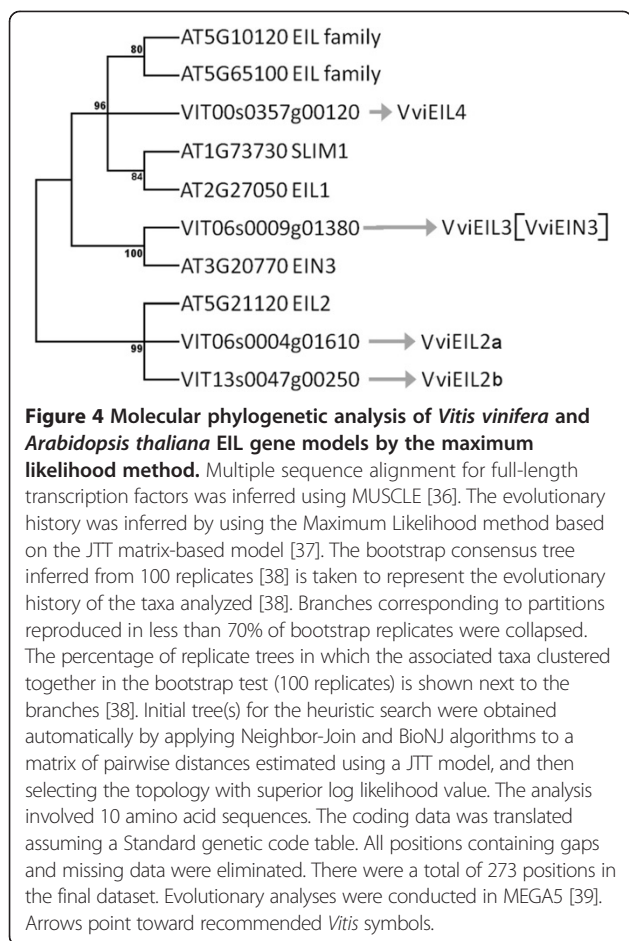 AT5G10120 EIL family
80
AT5G65100 EIL family
96
VIT00s0357g00120 VviEIL4
AT1G73730 SLIM1
84
AT2G27050 EIL1
VIT06s0009g01380 VviEIL3[VviEIN3]
100
AT3G20770 EIN3
AT5G21120 EIL2
VIT06s0004g01610 VviEIL2a
99
VIT13s0047g00250 VviEIL2b
Figure 4 Molecular phylogenetic analysis of Vitis vinifera and
Arabidopsis thaliana EIL gene models by the maximum
likelihood method. Multiple sequence alignment for full-length
transcription factors was inferred using MUSCLE [36]. The evolutionary
history was inferred by using the Maximum Likelihood method based
on the JTT matrix-based model [37]. The bootstrap consensus tree
inferred from 100 replicates [38] is taken to represent the evolutionary
history of the taxa analyzed [38]. Branches corresponding to partitions
reproduced in less than 70% of bootstrap replicates were collapsed.
The percentage of replicate trees in which the associated taxa clustered
together in the bootstrap test (100 replicates) is shown next to the
branches [38]. Initial tree(s) for the heuristic search were obtained
automatically by applying Neighbor-Join and BioNJ algorithms to a
matrix of pairwise distances estimated using a JTT model, and then
selecting the topology with superior log likelihood value. The analysis
involved 10 amino acid sequences. The coding data was translated
assuming a Standard genetic code table. All positions containing gaps
and missing data were eliminated. There were a total of 273 positions in
the final dataset. Evolutionary analyses were conducted in MEGA5 [39].
Arrows point toward recommended Vitis symbols.